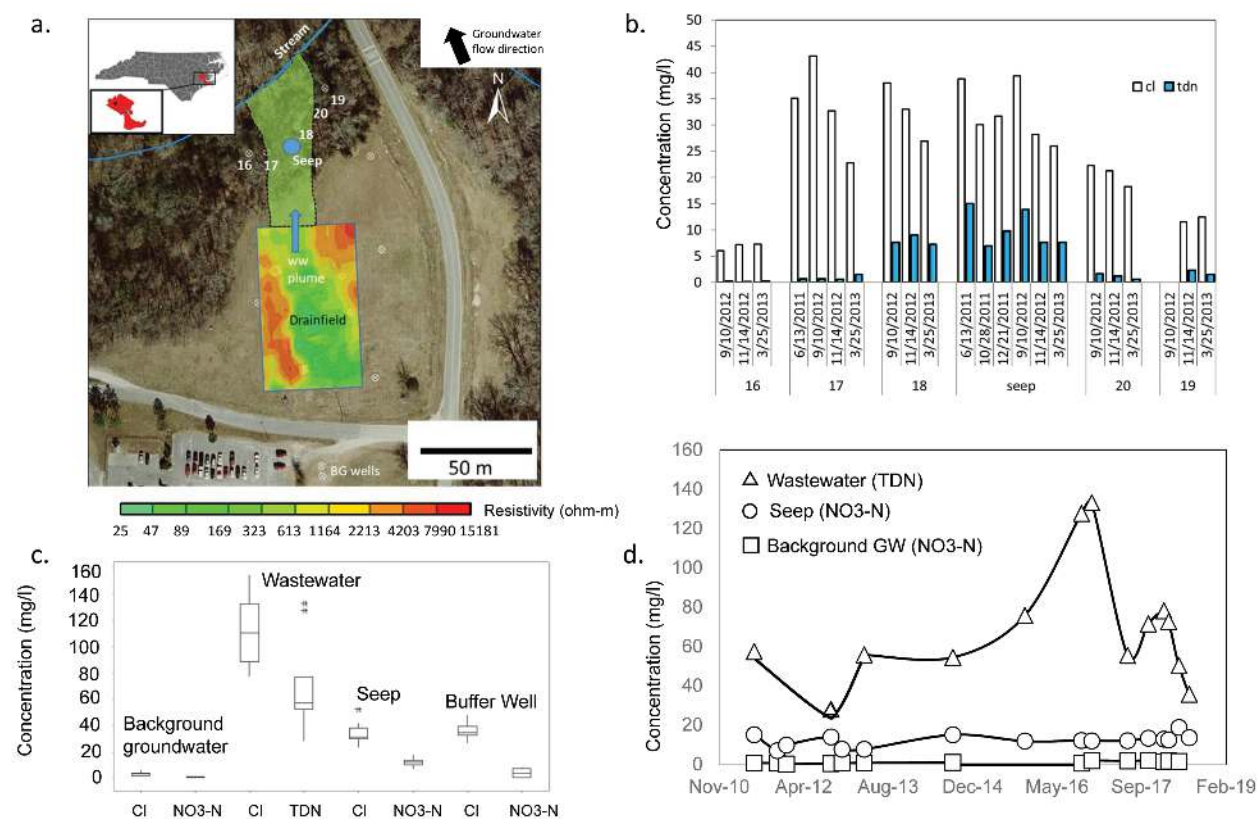 a.
Groundwater
flow direction
N
Stream
19
20
18
16 17 Seep
ww
plume
Drainfield
50 m
BG wells
Resistivity (ohm-m)
25 47 89 169 323 613 1164 2213 4203 7990 15181
b.
Concentration (mg/l)
50
45
40
35
30
25
20
15
10
5
0
cl tdn
9/10/2012
11/14/2012
3/25/2013
6/13/2011
9/10/2012
11/14/2012
3/25/2013
9/10/2012
11/14/2012
3/25/2013
6/13/2011
10/28/2011
12/21/2011
9/10/2012
11/14/2012
3/25/2013
9/10/2012
11/14/2012
3/25/2013
9/10/2012
11/14/2012
3/25/2013
16 17 18 seep 20 19
c.
Concentration (mg/l)
160
140
120
100
80
60
40
20
0
Wastewater
Seep
Buffer Well
Background
groundwater
Cl NO3-N Cl TDN Cl NO3-N Cl NO3-N
d.
Concentration (mg/l)
160
140
120
100
80
60
40
20
0
Wastewater (TDN)
Seep (NO3-N)
Background GW (NO3-N)
Nov-10 Apr-12 Aug-13 Dec-14 May-16 Sep-17 Feb-19